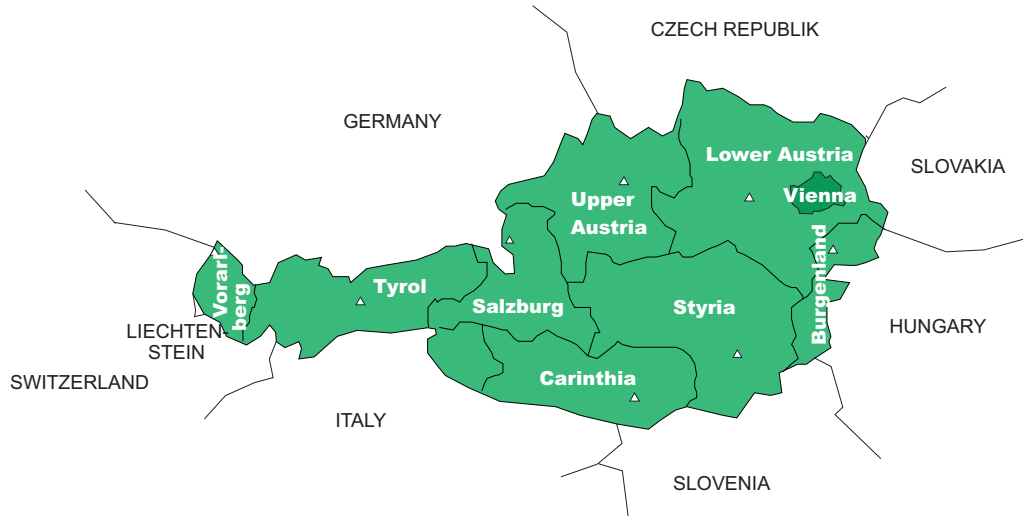 CZECH REPUBLIK
GERMANY
Lower Austria
SLOVAKIA
Vienna
Upper
Austria
Burgenland
Vorarl-
berg
Tyrol
Salzburg
Styria
LIECHTEN-
STEIN
HUNGARY
SWITZERLAND
Carinthia
ITALY
SLOVENIA